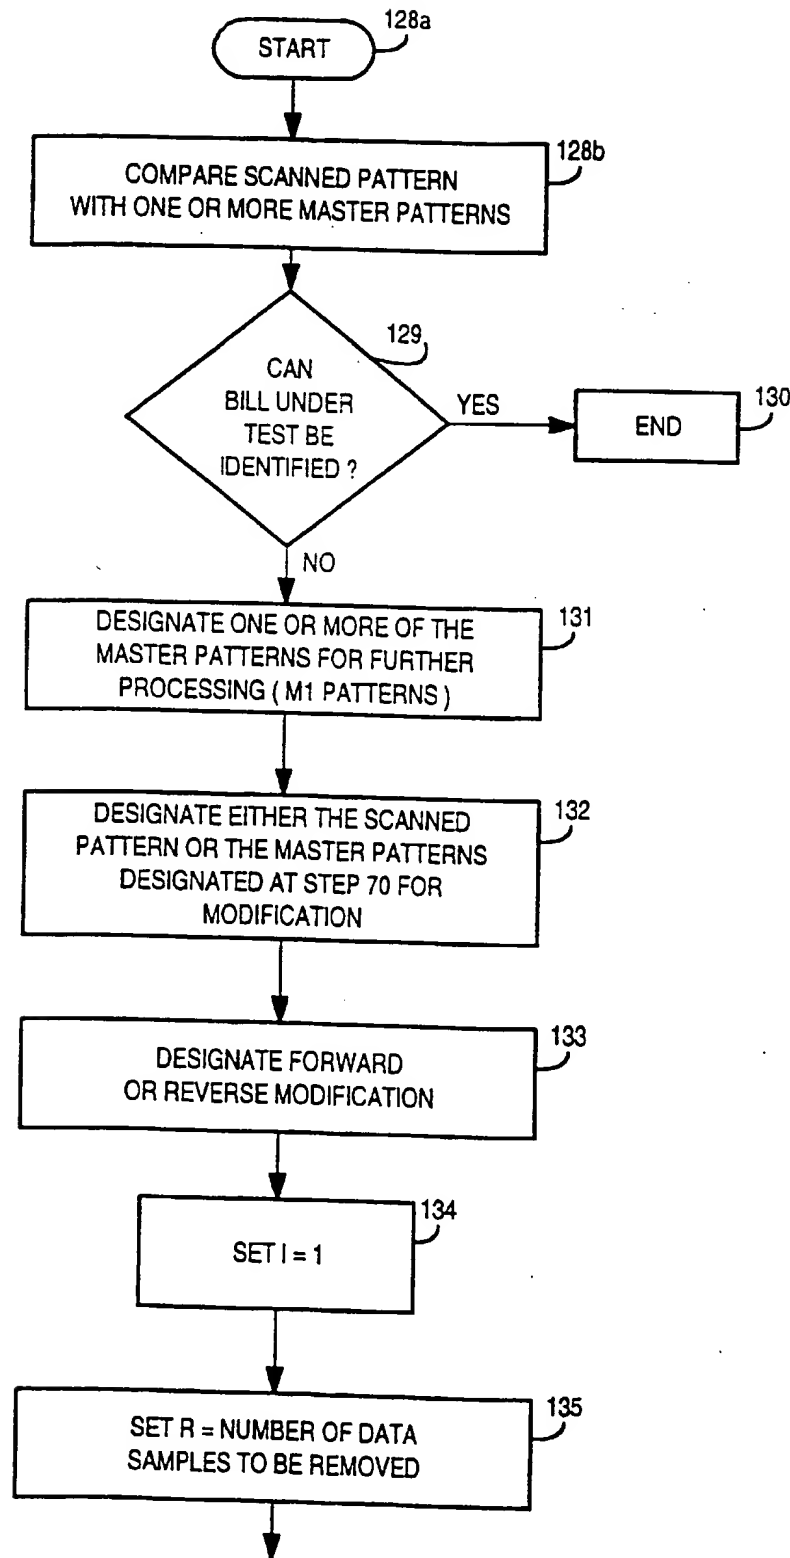 START
128a
COMPARE SCANNED PATTERN
WITH ONE OR MORE MASTER PATTERNS
128b
CAN
BILL UNDER
TEST BE
IDENTIFIED ?
129
YES
END
130
NO
DESIGNATE ONE OR MORE OF THE
MASTER PATTERNS FOR FURTHER
PROCESSING ( M1 PATTERNS )
131
DESIGNATE EITHER THE SCANNED
PATTERN OR THE MASTER PATTERNS
DESIGNATED AT STEP 70 FOR
MODIFICATION
132
DESIGNATE FORWARD
OR REVERSE MODIFICATION
133
SET I = 1
134
SET R = NUMBER OF DATA
SAMPLES TO BE REMOVED
135